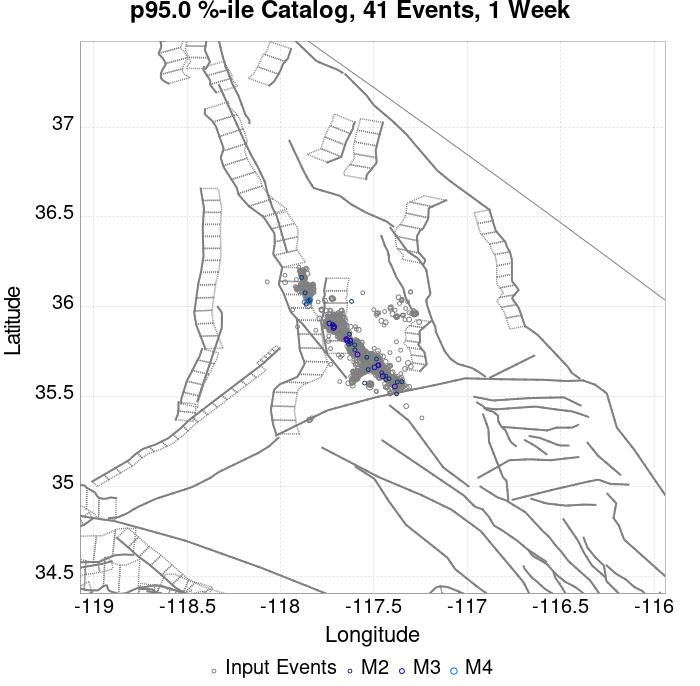 p95.0 %-ile Catalog, 41 Events, 1 Week
37
36.5
36
35.5
35
34.5
Latitude
-119 -118.5 -118 -117.5 -117 -116.5 -116
Longitude
Input Events M2 M3 M4